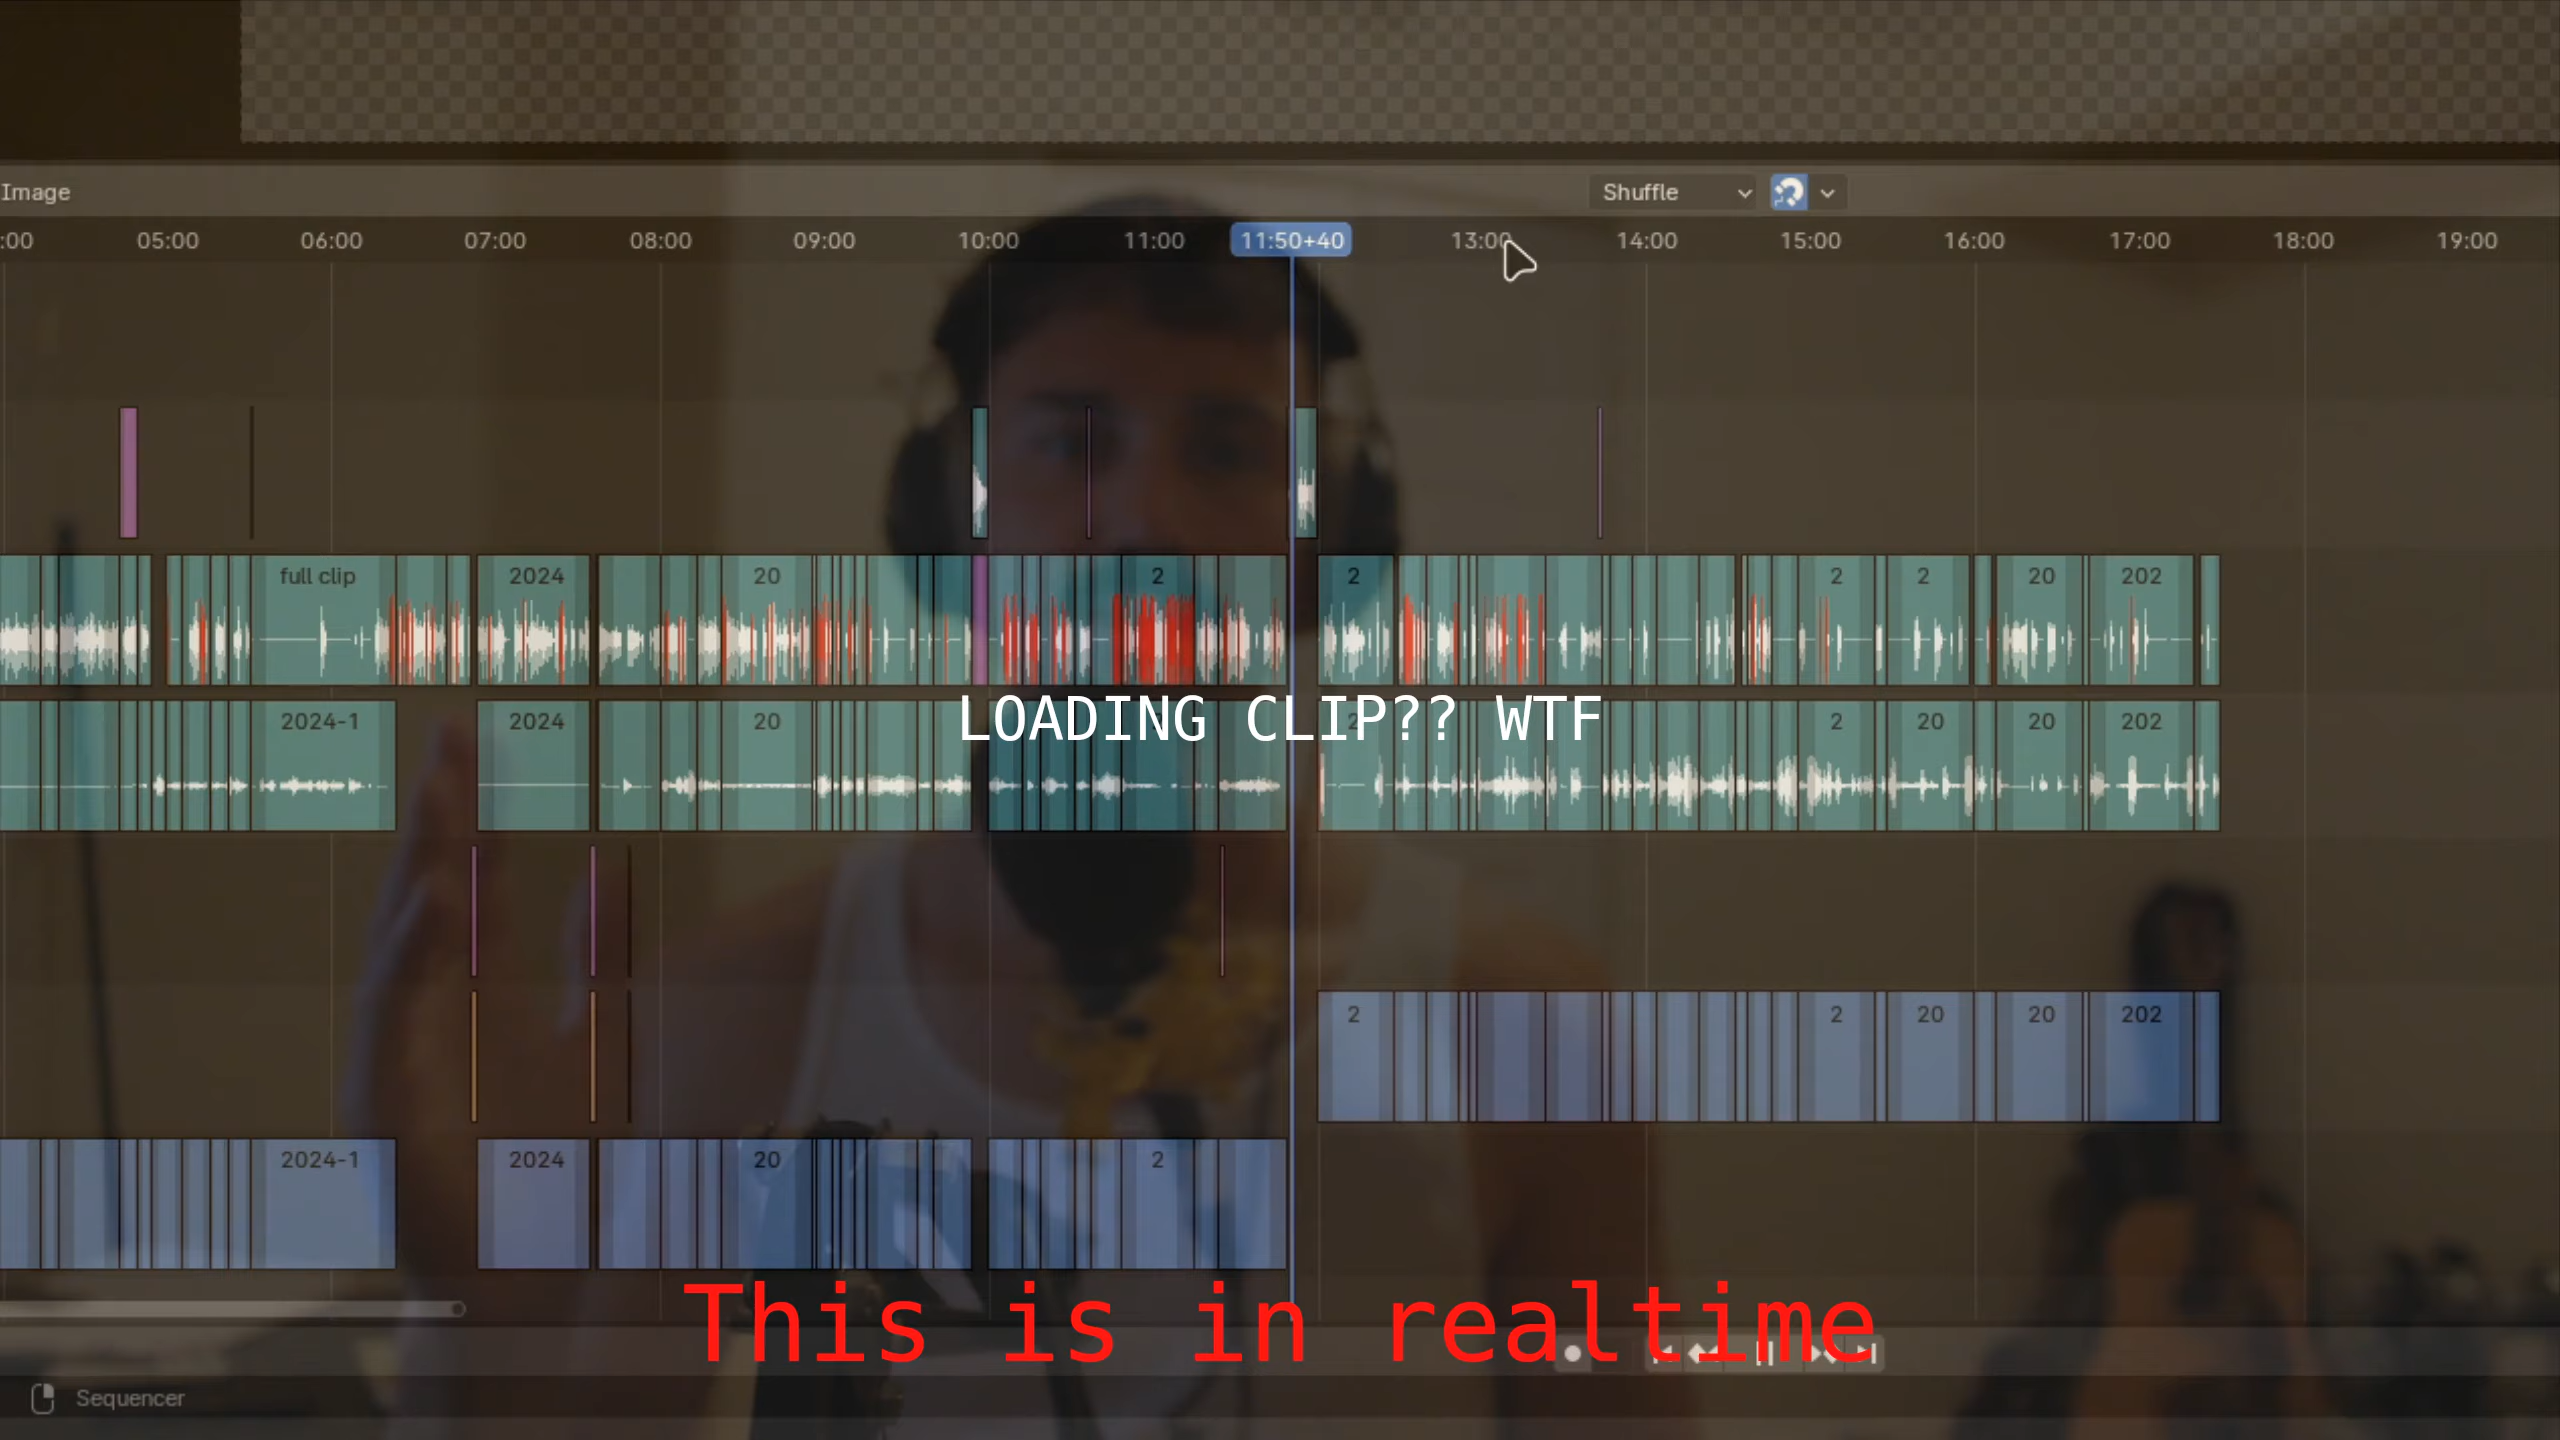 Image
Shuffle
:00 05:00 06:00 07:00 08:00 09:00 10:00 11:00 11:50+40 13:00 14:00 15:00 16:00 17:00 18:00 19:00
full clip 2024 20 2 2 2 2 20 202
LOADING CLIP?? WTF
2024-1 2024 20 2 20 20 202
2 2 20 20 202
2024-1 2024 20 2
This is in realtime
Sequencer